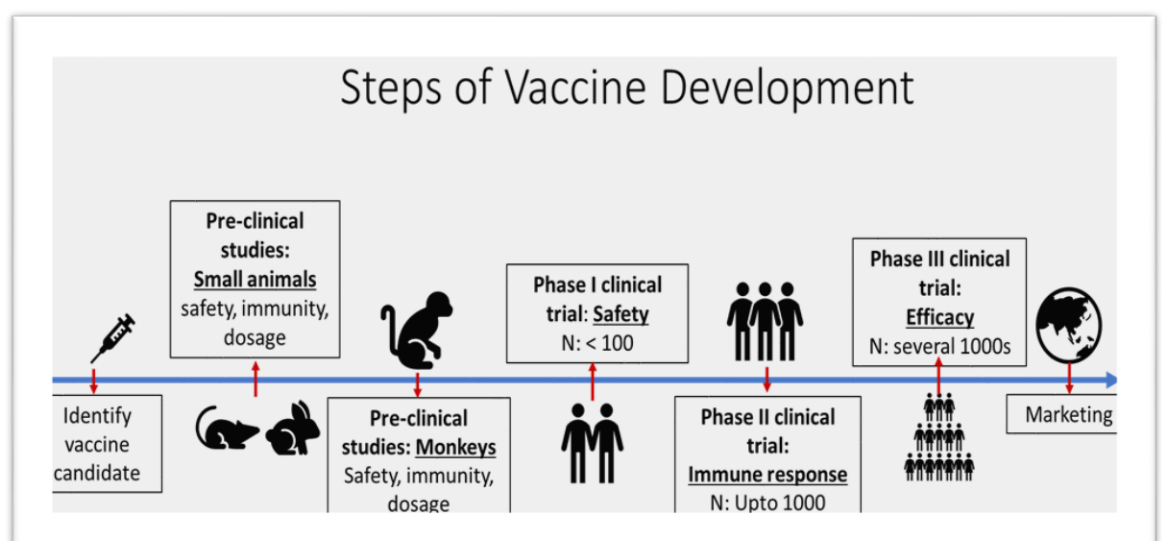 Steps of Vaccine Development
Identify
vaccine
candidate
Pre-clinical
studies:
Small animals
safety, immunity,
dosage
Pre-clinical
studies: Monkeys
Safety, immunity,
dosage
Phase I clinical
trial: Safety
N: < 100
Phase II clinical
trial:
Immune response
N: Upto 1000
Phase III clinical
trial:
Efficacy
N: several 1000s
Marketing